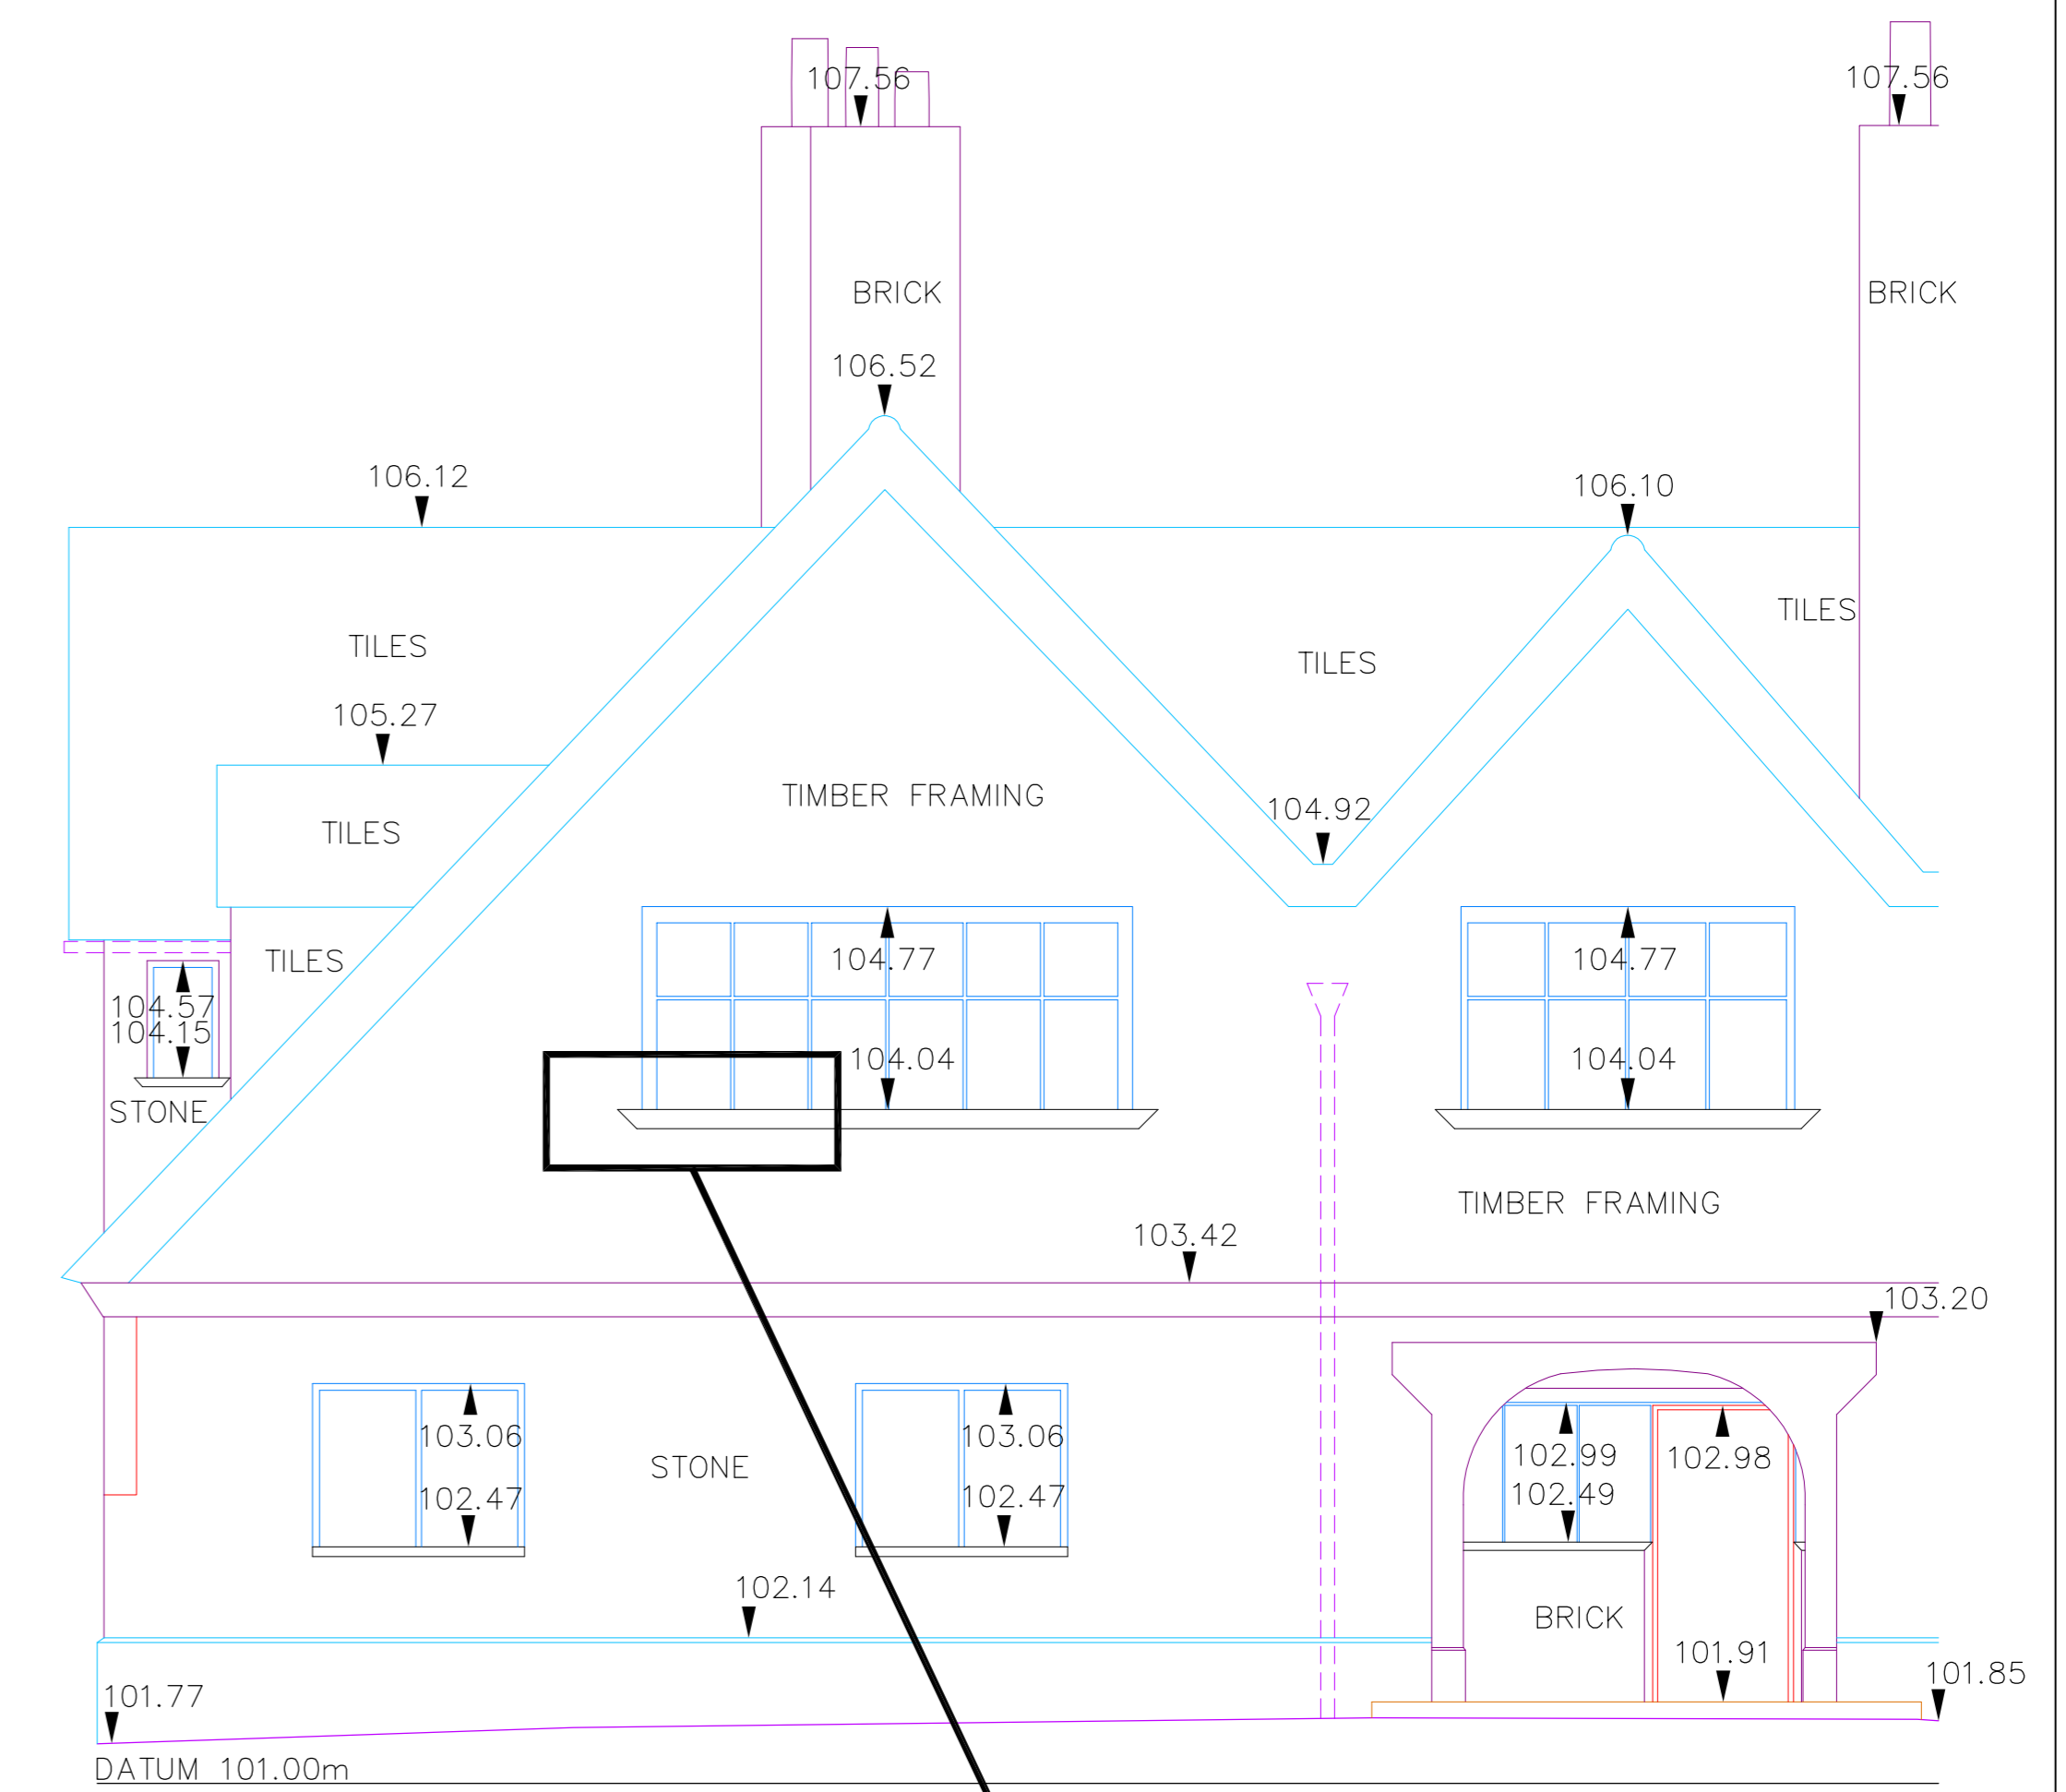 107.56
107.56
BRICK
BRICK
106.52
106.12
106.10
TILES
TILES
TILES
105.27
TIMBER FRAMING
104.92
TILES
TILES
104.77
104.77
104.57
104.15
104.04
104.04
STONE
TIMBER FRAMING
103.42
103.20
103.06
103.06
102.99
102.98
STONE
102.47
102.47
102.49
102.14
BRICK
101.91
101.85
101.77
DATUM 101.00m